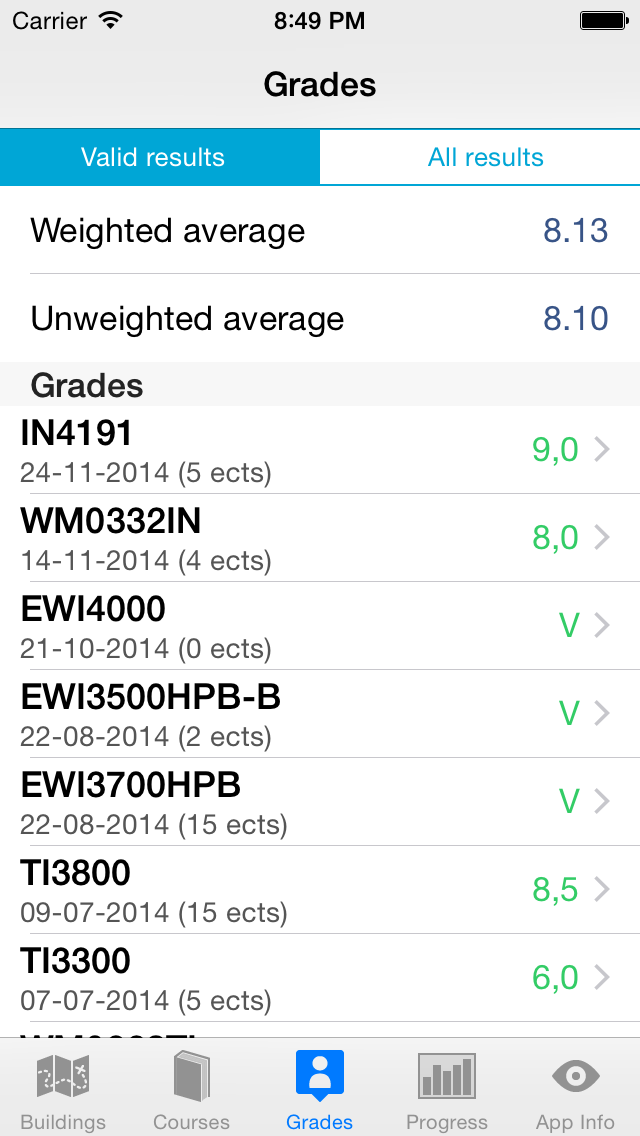 Carrier 8:49 PM
Grades
Valid results All results
Weighted average 8.13
Unweighted average 8.10
Grades
IN4191
24-11-2014 (5 ects) 9,0
WM0332IN
14-11-2014 (4 ects) 8,0
EWI4000
21-10-2014 (0 ects) V
EWI3500HPB-B
22-08-2014 (2 ects) V
EWI3700HPB
22-08-2014 (15 ects) V
TI3800
09-07-2014 (15 ects) 8,5
TI3300
07-07-2014 (5 ects) 6,0
Buildings Courses Grades Progress App Info